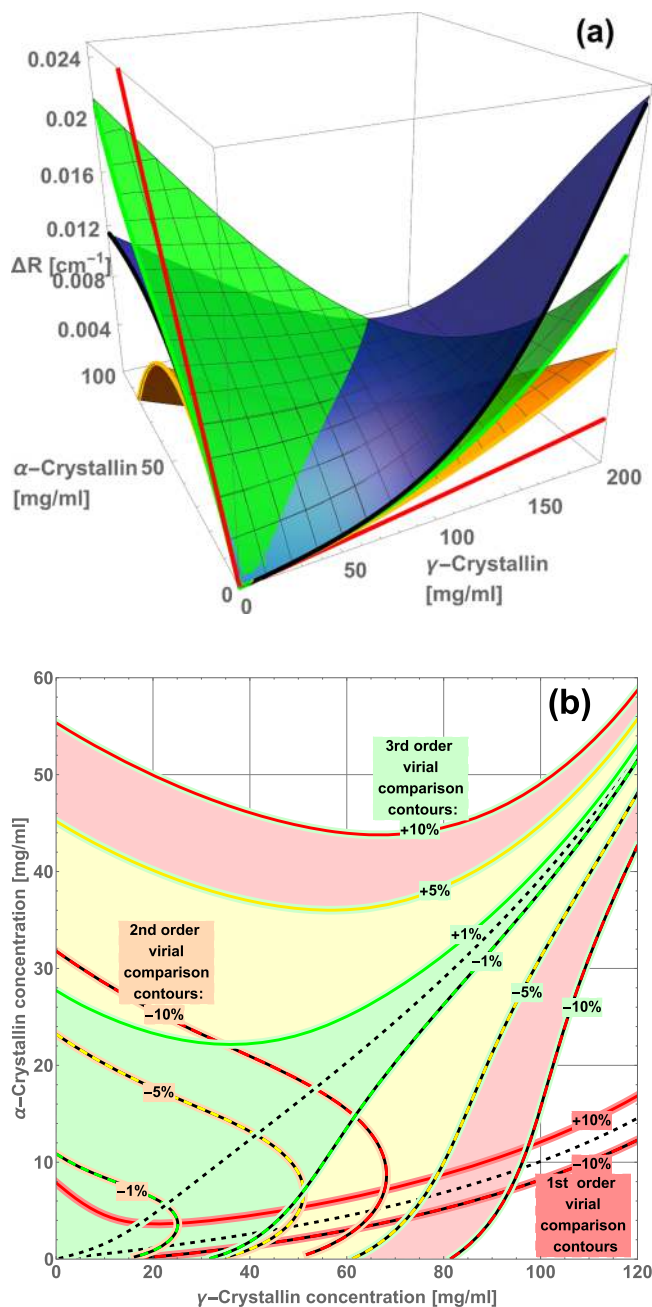 (a)
0.024
0.02
0.016
0.012
ΔR [cm⁻¹]
0.008
0.004
100
α−Crystallin 50
[mg/ml]
0
0
50
100
150
200
γ−Crystallin
[mg/ml]
(b)
60
50
40
30
20
10
0
α-Crystallin concentration [mg/ml]
3rd order
virial
comparison
contours:
+10%
+5%
+1%
−1%
−5%
−10%
2nd order
virial
comparison
contours:
−10%
−5%
−1%
+10%
−10%
1st order
virial
comparison
contours
0 20 40 60 80 100 120
γ-Crystallin concentration [mg/ml]